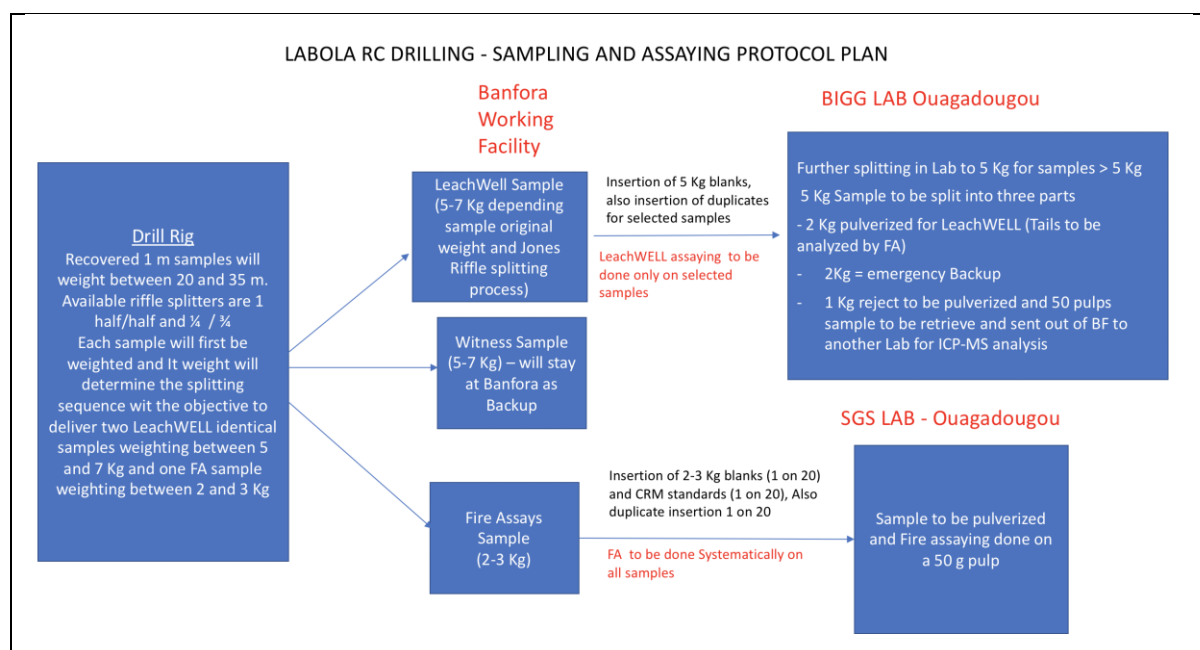 LABOLA RC DRILLING - SAMPLING AND ASSAYING PROTOCOL PLAN
Banfora
Working
Facility
BIGG LAB Ouagadougou
Drill Rig
Recovered 1 m samples will
weight between 20 and 35 m.
Available riffle splitters are 1
half/half and ¼ / ¾
Each sample will first be
weighted and It weight will
determine the splitting
sequence wit the objective to
deliver two LeachWELL identical
samples weighting between 5
and 7 Kg and one FA sample
weighting between 2 and 3 Kg
LeachWell Sample
(5-7 Kg depending
sample original
weight and Jones
Riffle splitting
process)
Insertion of 5 Kg blanks,
also insertion of duplicates
for selected samples
LeachWELL assaying to be
done only on selected
samples
Further splitting in Lab to 5 Kg for samples > 5 Kg
5 Kg Sample to be split into three parts
- 2 Kg pulverized for LeachWELL (Tails to be
analyzed by FA)
- 2Kg = emergency Backup
- 1 Kg reject to be pulverized and 50 pulps
sample to be retrieve and sent out of BF to
another Lab for ICP-MS analysis
Witness Sample
(5-7 Kg) – will stay
at Banfora as
Backup
SGS LAB - Ouagadougou
Fire Assays
Sample
(2-3 Kg)
Insertion of 2-3 Kg blanks (1 on 20)
and CRM standards (1 on 20), Also
duplicate insertion 1 on 20
FA to be done Systematically on
all samples
Sample to be pulverized
and Fire assaying done on
a 50 g pulp